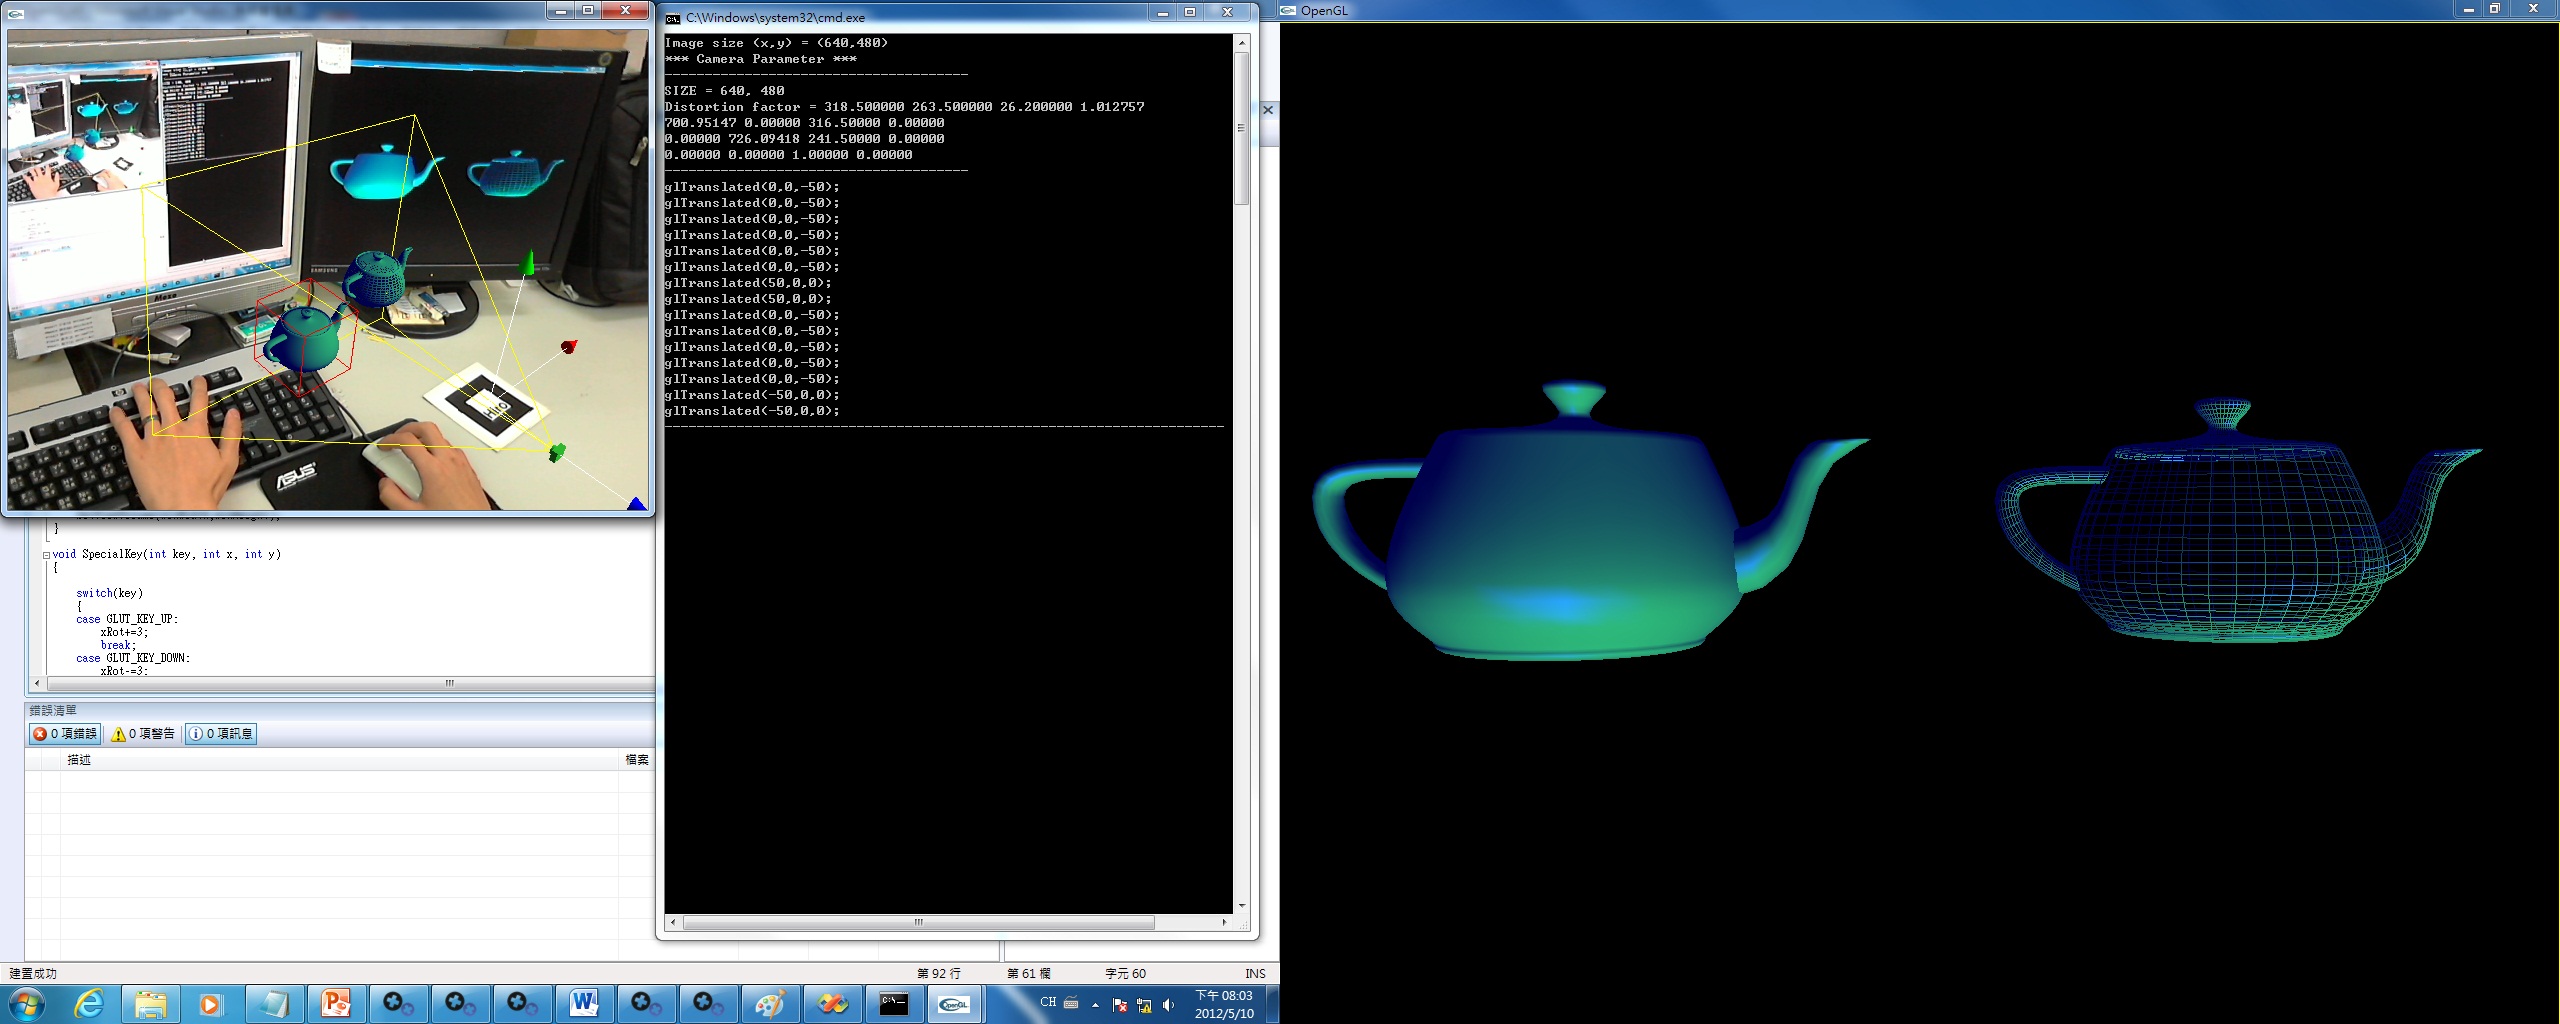 C:\Windows\system32\cmd.exe
OpenGL
Image size (x,y) = (640,480)
*** Camera Parameter ***
--------------------------------------
SIZE = 640, 480
Distortion factor = 318.500000 263.500000 26.200000 1.012757
700.95147 0.00000 316.50000 0.00000
0.00000 726.09418 241.50000 0.00000
0.00000 0.00000 1.00000 0.00000
--------------------------------------
glTranslated(0,0,-50);
glTranslated(0,0,-50);
glTranslated(0,0,-50);
glTranslated(0,0,-50);
glTranslated(0,0,-50);
glTranslated(0,0,-50);
glTranslated(50,0,0);
glTranslated(50,0,0);
glTranslated(0,0,-50);
glTranslated(0,0,-50);
glTranslated(0,0,-50);
glTranslated(0,0,-50);
glTranslated(0,0,-50);
glTranslated(-50,0,0);
glTranslated(-50,0,0);
----------------------------------------------------------------------
SAMSUNG
ASUS
Hiro
}
void SpecialKey(int key, int x, int y)
{
switch(key)
{
case GLUT_KEY_UP:
xRot+=3;
break;
case GLUT_KEY_DOWN:
xRot-=3;
錯誤清單
0 項錯誤 0 項警告 0 項訊息
描述 檔案
建置成功 第 92 行 第 61 欄 字元 60 INS
C:\_ OpenGL CH 下午 08:03
2012/5/10